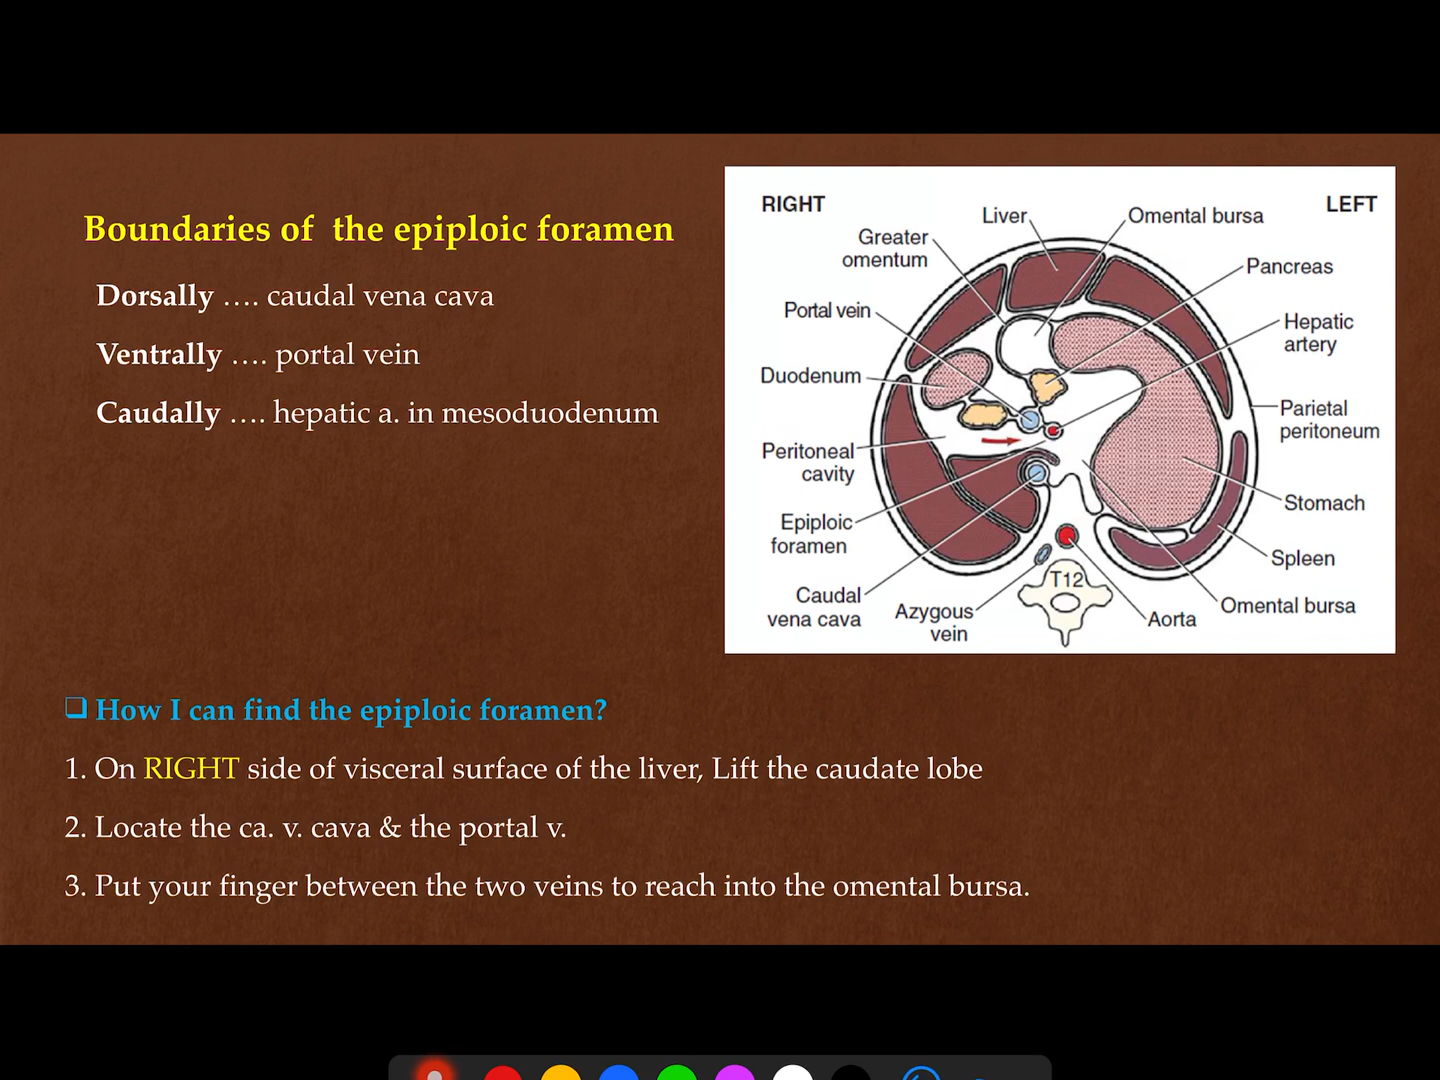 Boundaries of the epiploic foramen
Dorsally …. caudal vena cava
Ventrally …. portal vein
Caudally …. hepatic a. in mesoduodenum
RIGHT
LEFT
Liver
Omental bursa
Greater
omentum
Pancreas
Portal vein
Hepatic
artery
Duodenum
Parietal
peritoneum
Peritoneal
cavity
Stomach
Epiploic
foramen
Spleen
T12
Caudal
vena cava
Azygous
vein
Aorta
Omental bursa
❑ How I can find the epiploic foramen?
1. On RIGHT side of visceral surface of the liver, Lift the caudate lobe
2. Locate the ca. v. cava & the portal v.
3. Put your finger between the two veins to reach into the omental bursa.